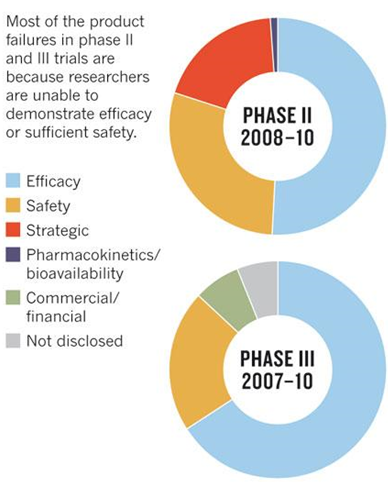 Most of the product
failures in phase II
and III trials are
because researchers
are unable to
demonstrate efficacy
or sufficient safety.
Efficacy
Safety
Strategic
Pharmacokinetics/
bioavailability
Commercial/
financial
Not disclosed
PHASE II
2008–10
PHASE III
2007–10